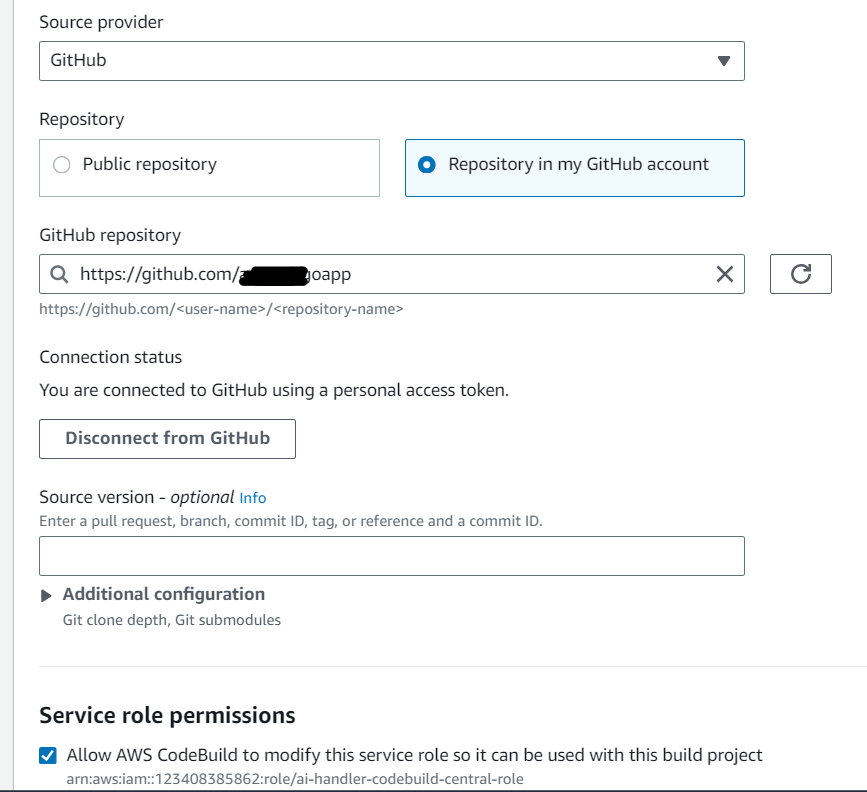 Source provider
GitHub
Repository
Public repository
Repository in my GitHub account
GitHub repository
https://github.com/
https://github.com/<user-name>/<repository-name>
Connection status
You are connected to GitHub using a personal access token.
Disconnect from GitHub
Source version - optional Info
Enter a pull request, branch, commit ID, tag, or reference and a commit ID.
Additional configuration
Git clone depth, Git submodules
Service role permissions
Allow AWS CodeBuild to modify this service role so it can be used with this build project
arn:aws:iam::123408385862:role/ai-handler-codebuild-central-role